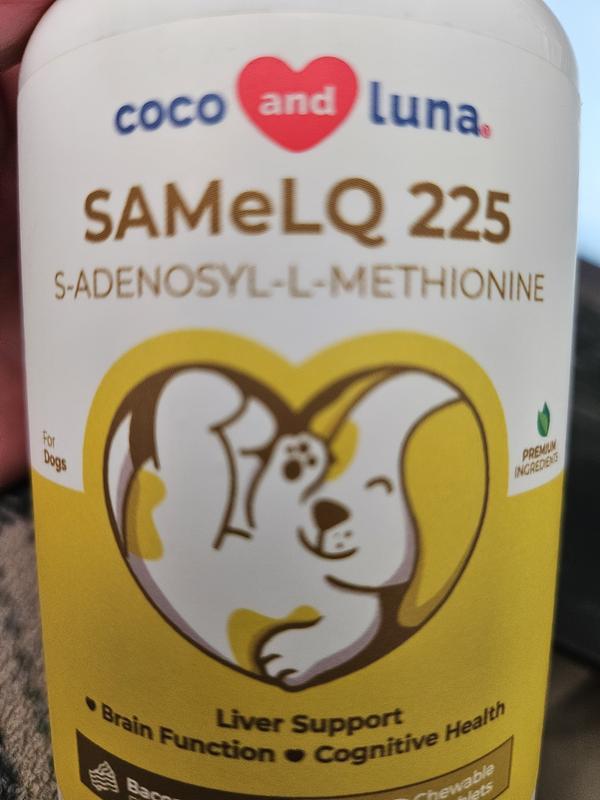 coco and luna®
SAMeLQ 225
S-ADENOSYL-L-METHIONINE
For
Dogs
PREMIUM
INGREDIENTS
Liver Support
Brain Function Cognitive Health
Chewable